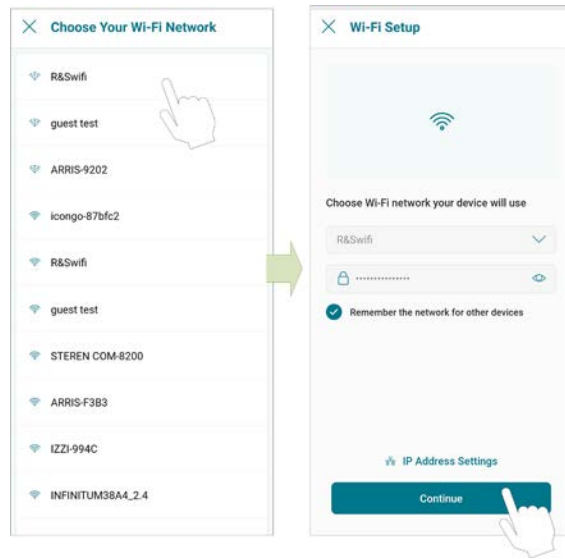 Choose Your Wi-Fi Network
R&Swifi
guest test
ARRIS-9202
icongo-87bfc2
R&Swifi
guest test
STEREN COM-8200
ARRIS-F3B3
IZZI-994C
INFINITUM38A4_2.4
Wi-Fi Setup
Choose Wi-Fi network your device will use
R&Swifi
Remember the network for other devices
IP Address Settings
Continue